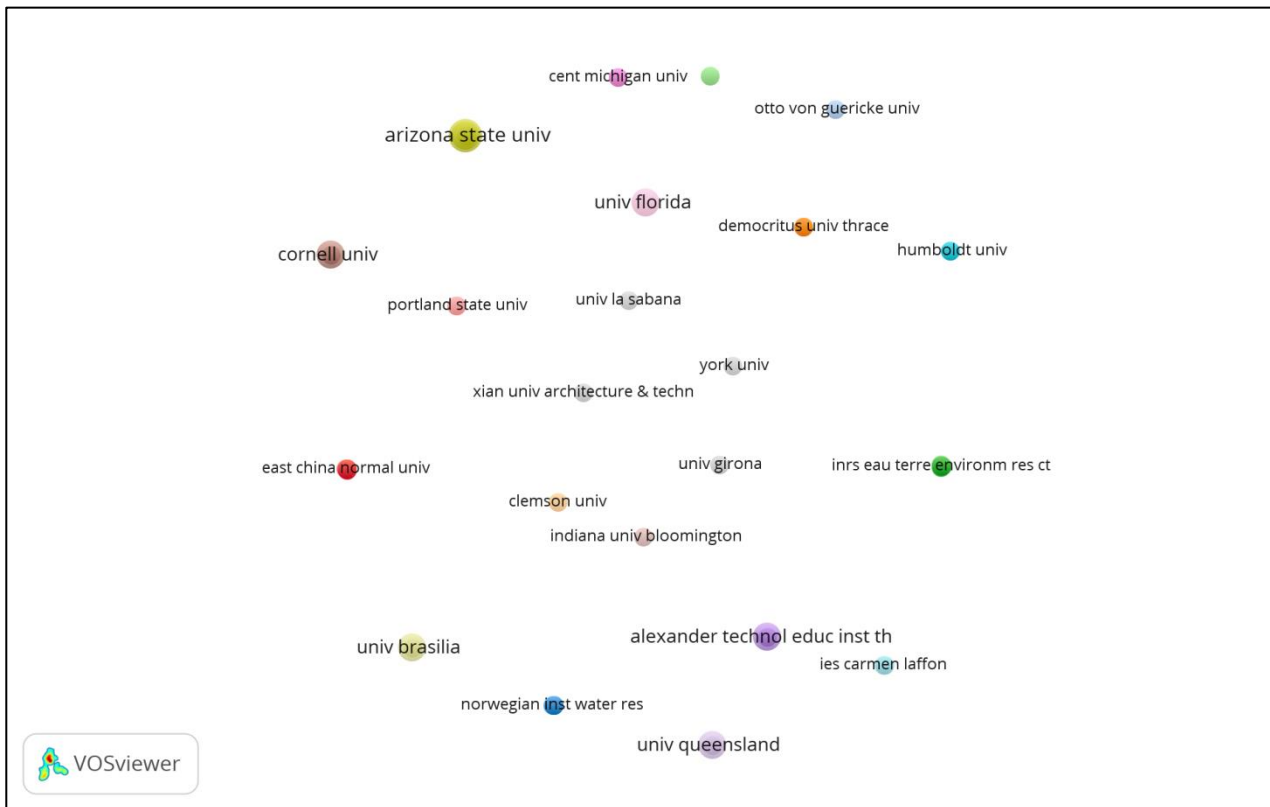 cent michigan univ
otto von guericke univ
arizona state univ
univ florida
democritus univ thrace
cornell univ
humboldt univ
portland state univ
univ la sabana
york univ
xian univ architecture & techn
east china normal univ
univ girona
inrs eau terre environm res ct
clemson univ
indiana univ bloomington
alexander technol educ inst th
univ brasilia
ies carmen laffon
norwegian inst water res
univ queensland
VOSviewer